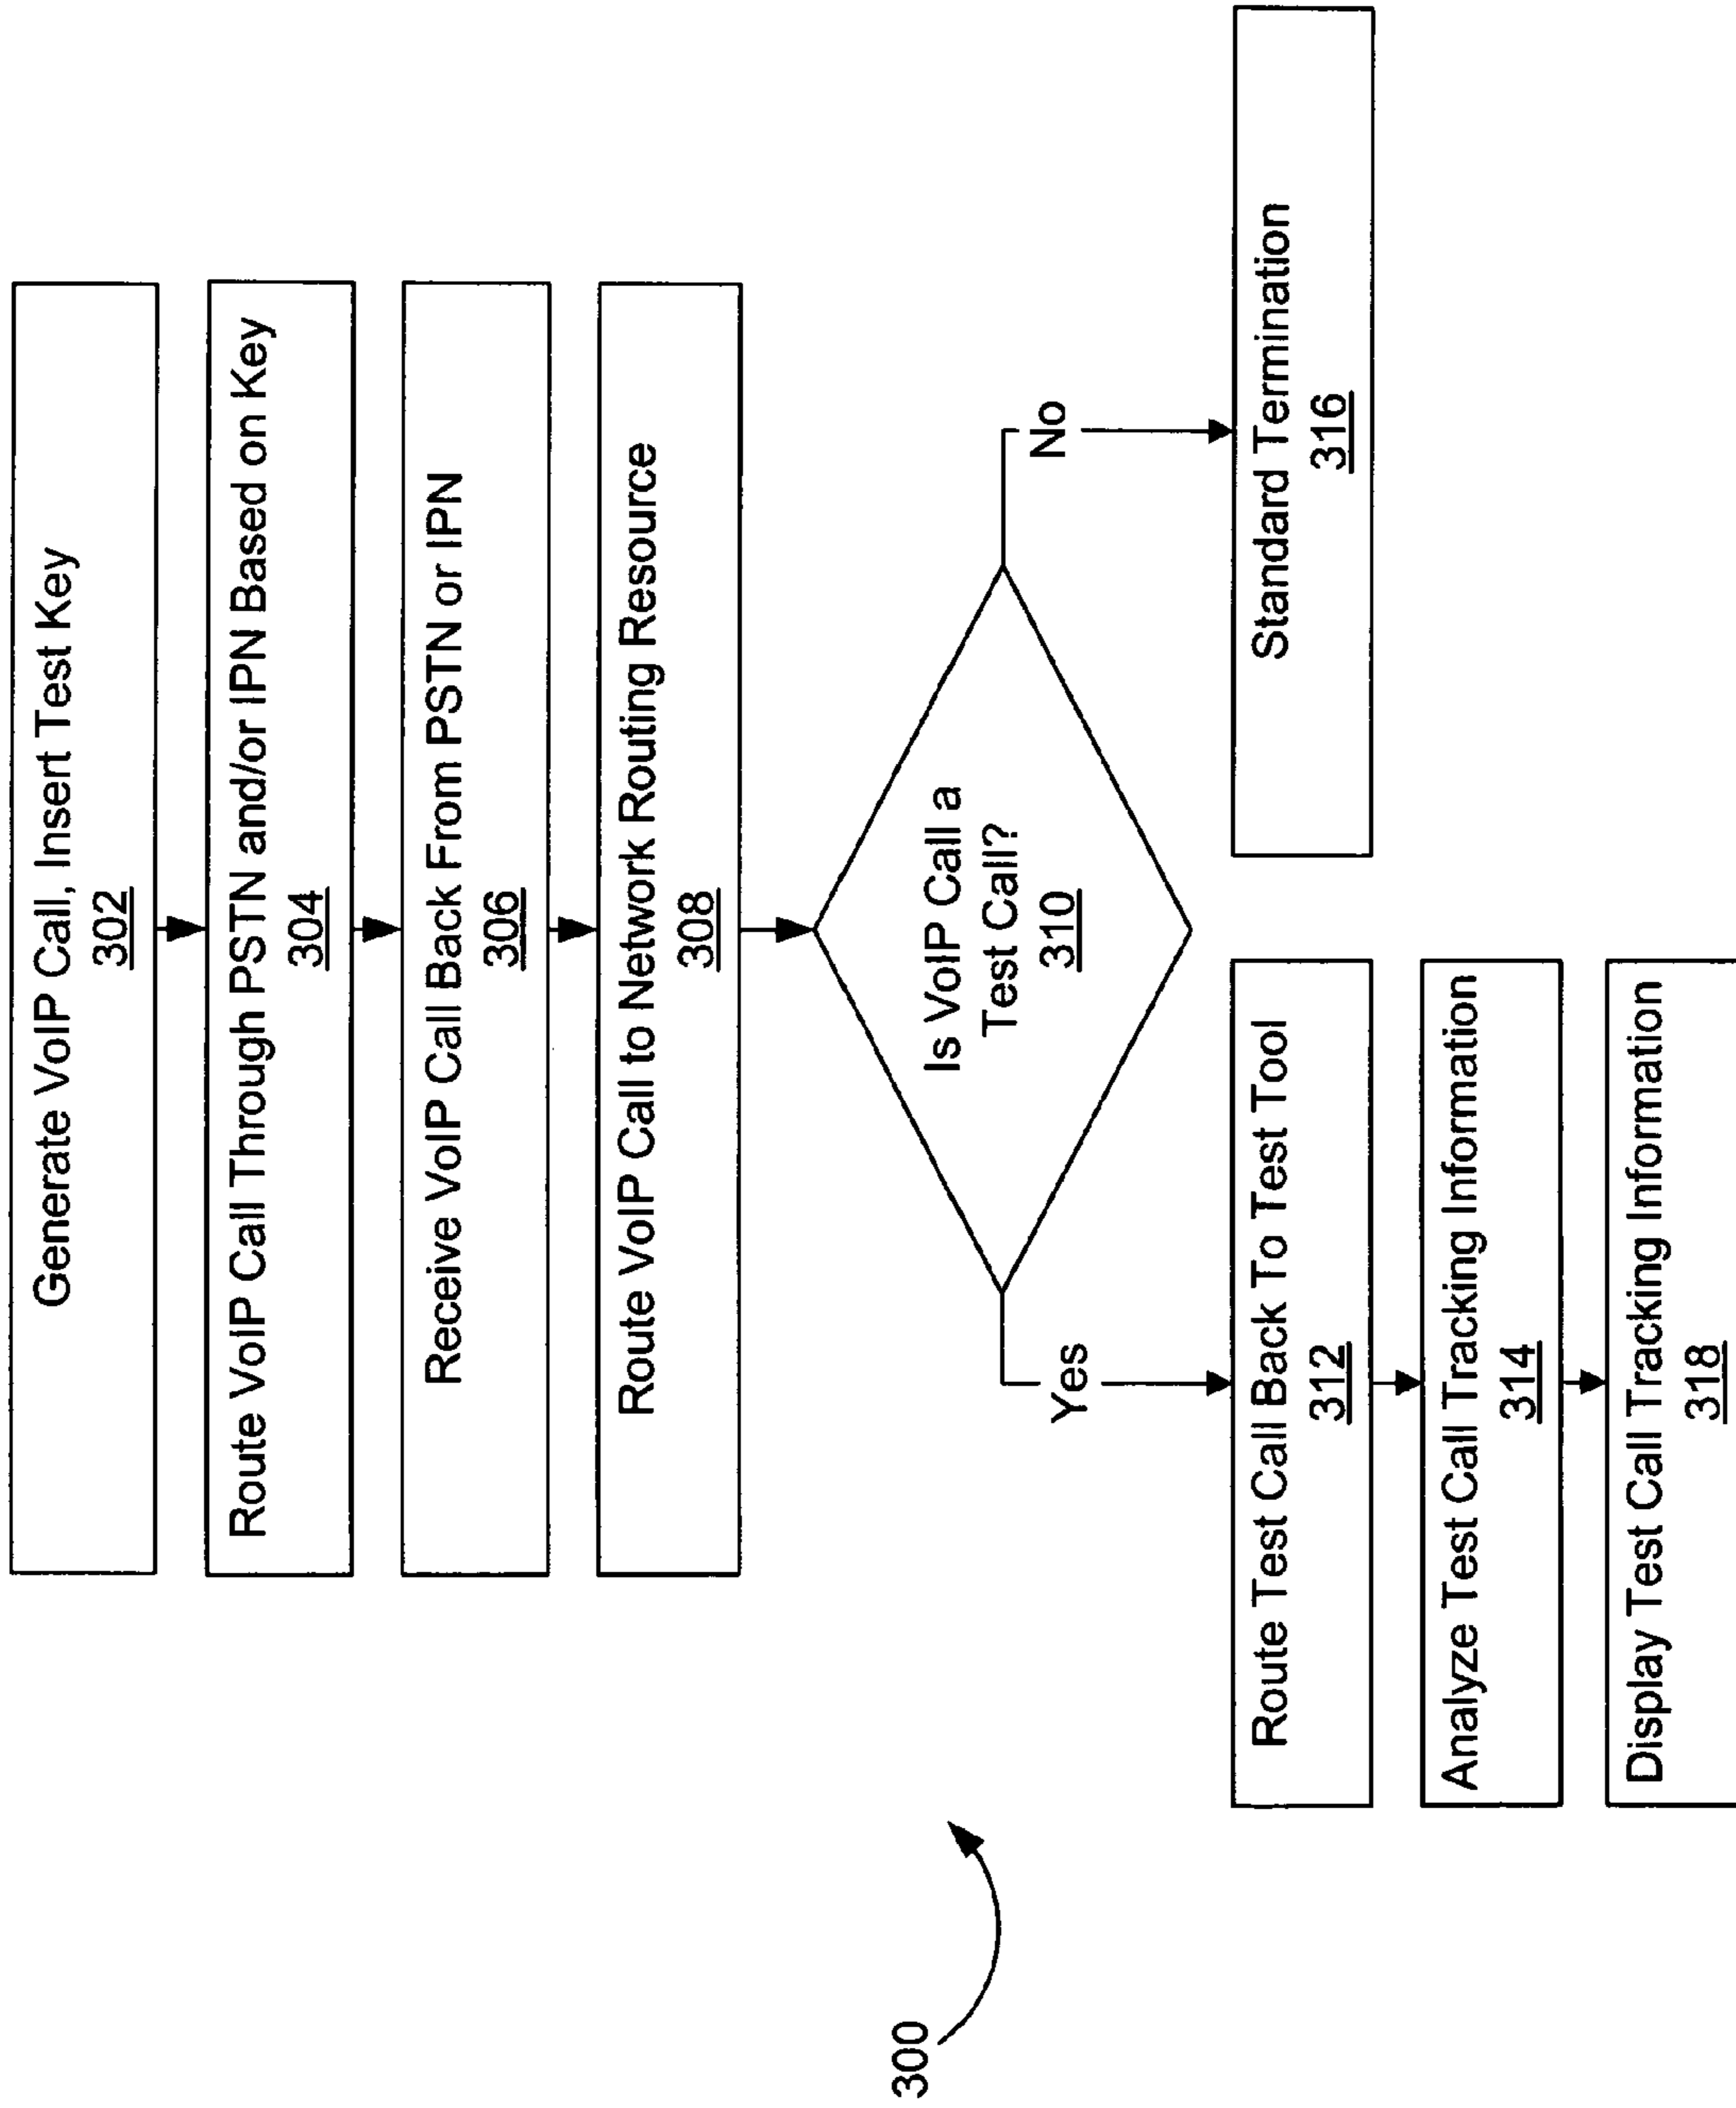 Generate VoIP Call, Insert Test Key
302
Route VoIP Call Through PSTN and/or IPN Based on Key
304
Receive VoIP Call Back From PSTN or IPN
306
Route VoIP Call to Network Routing Resource
308
Is VoIP Call a
Test Call?
310
Yes
No
Route Test Call Back To Test Tool
312
Standard Termination
316
Analyze Test Call Tracking Information
314
Display Test Call Tracking Information
318
300